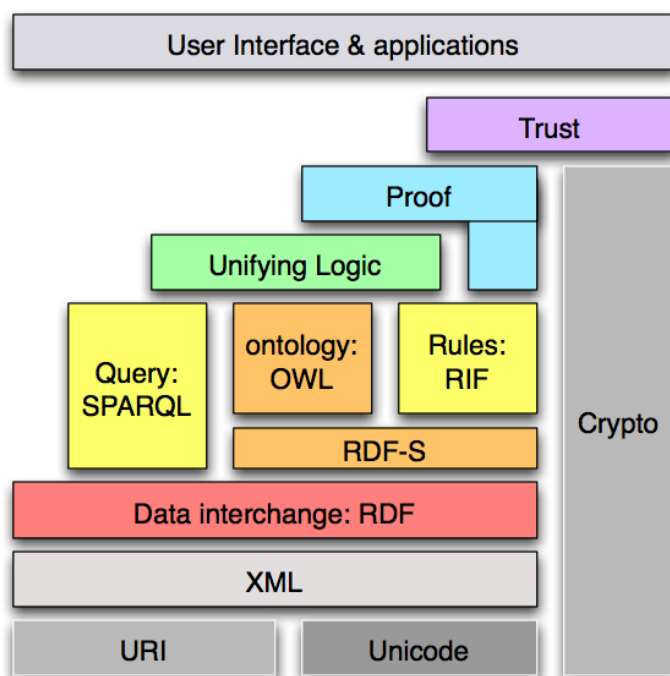 User Interface & applications
Trust
Proof
Unifying Logic
Query:
SPARQL
ontology:
OWL
Rules:
RIF
Crypto
RDF-S
Data interchange: RDF
XML
URI
Unicode